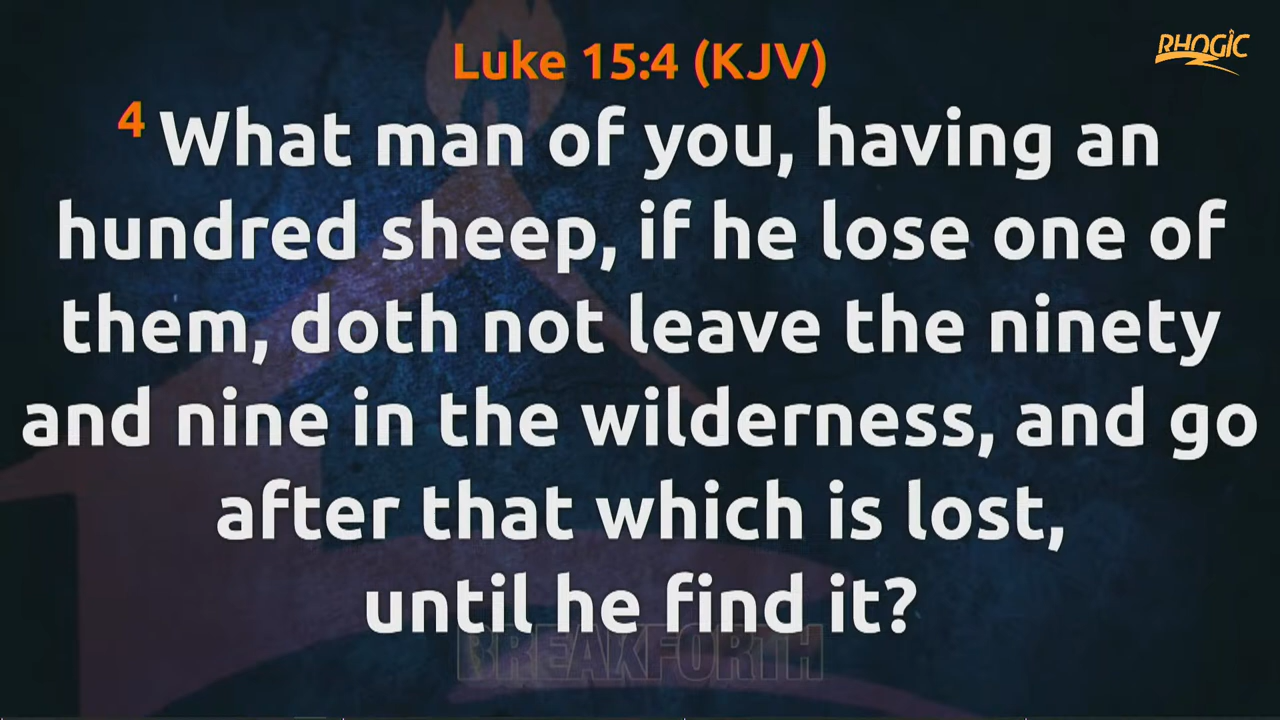 RHOGIC
Luke 15:4 (KJV)
4 What man of you, having an
hundred sheep, if he lose one of
them, doth not leave the ninety
and nine in the wilderness, and go
after that which is lost,
until he find it?
BREAKFORTH